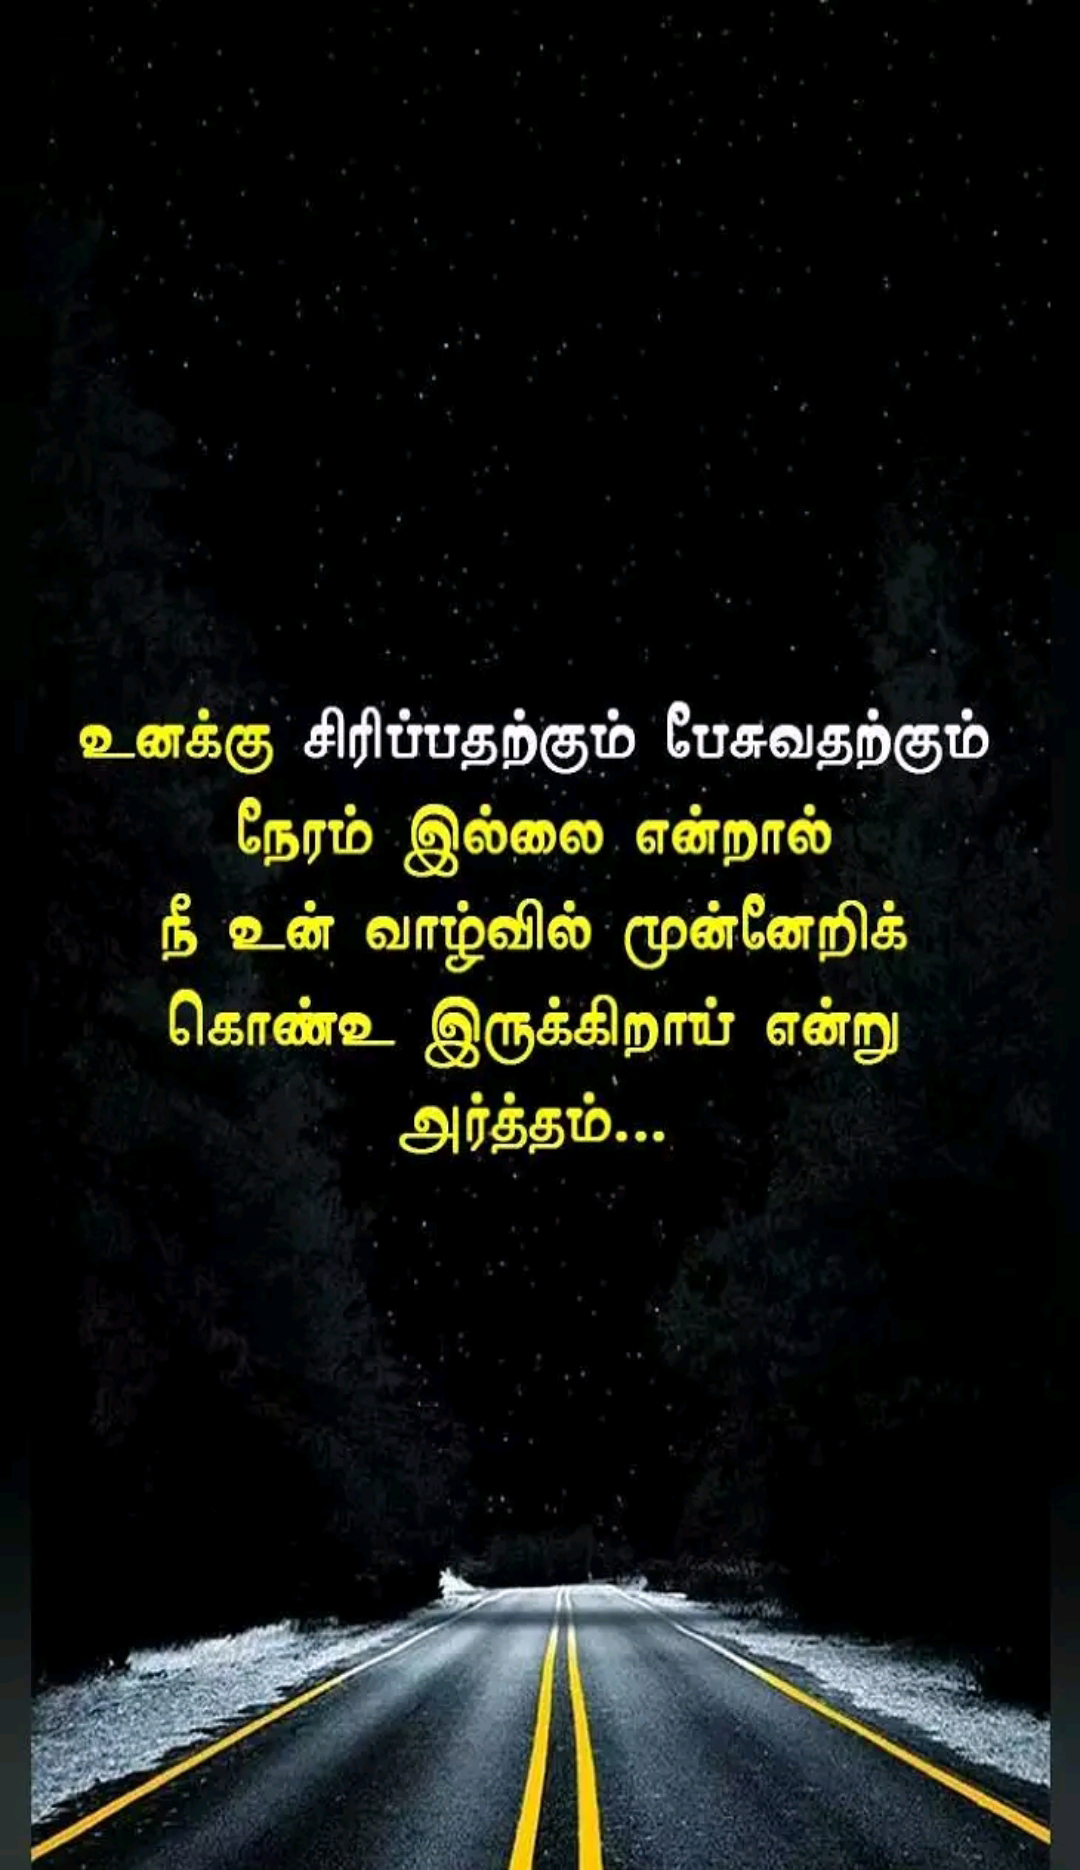 உனக்கு சிரிப்பதற்கும் பேசுவதற்கும்
நேரம் இல்லை என்றால்
நீ உன் வாழ்வில் முன்னேறிக்
கொண்உ இருக்கிறாய் என்று
அர்த்தம்...